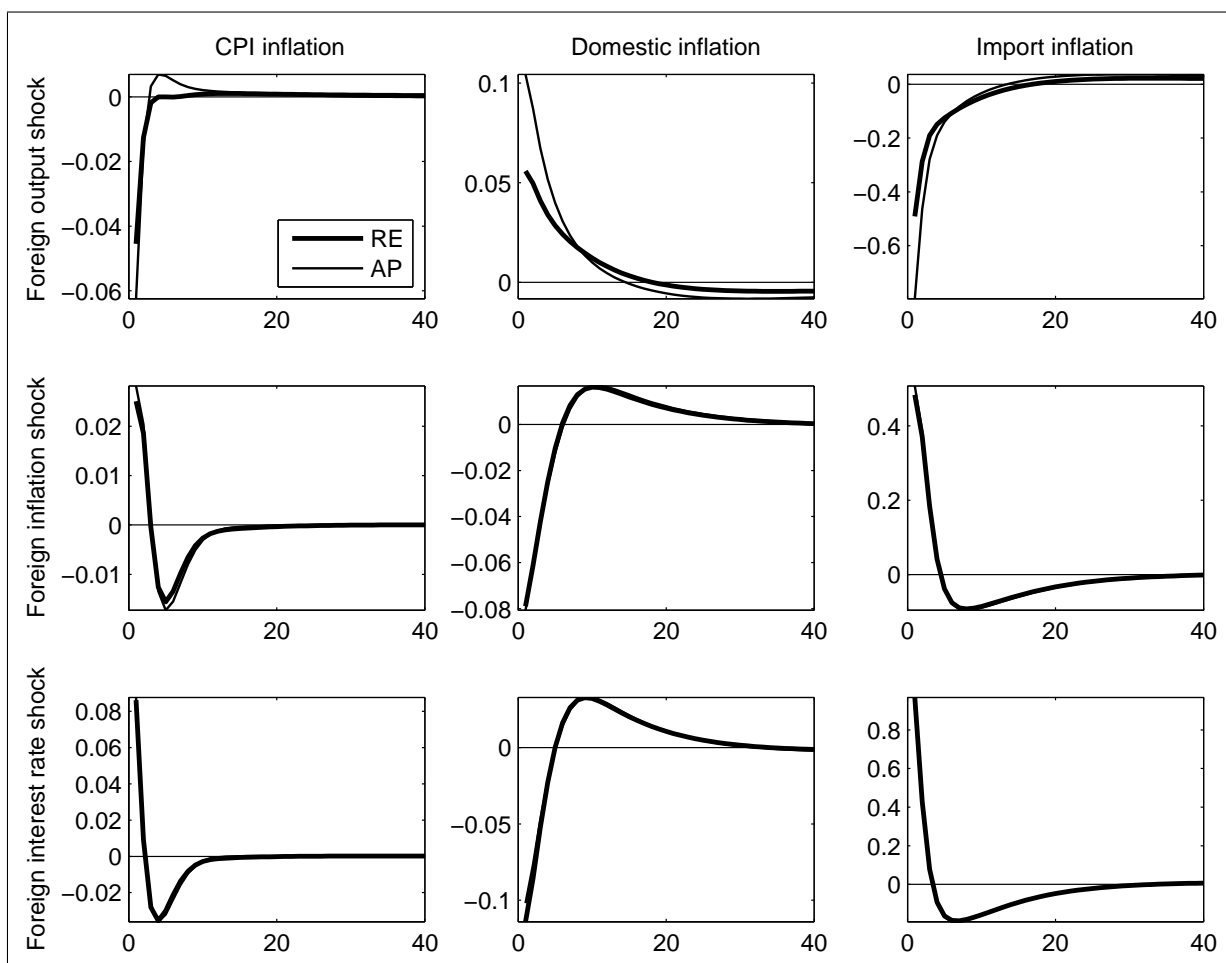 CPI inflation
Domestic inflation
Import inflation
Foreign output shock
0
−0.02
−0.04
−0.06
RE
AP
0 20 40
0.1
0.05
0
0 20 40
0
−0.2
−0.4
−0.6
0 20 40
Foreign inflation shock
0.02
0.01
0
−0.01
0 20 40
0
−0.02
−0.04
−0.06
−0.08
0 20 40
0.4
0.2
0
0 20 40
Foreign interest rate shock
0.08
0.06
0.04
0.02
0
−0.02
0 20 40
0
−0.05
−0.1
0 20 40
0.8
0.6
0.4
0.2
0
0 20 40